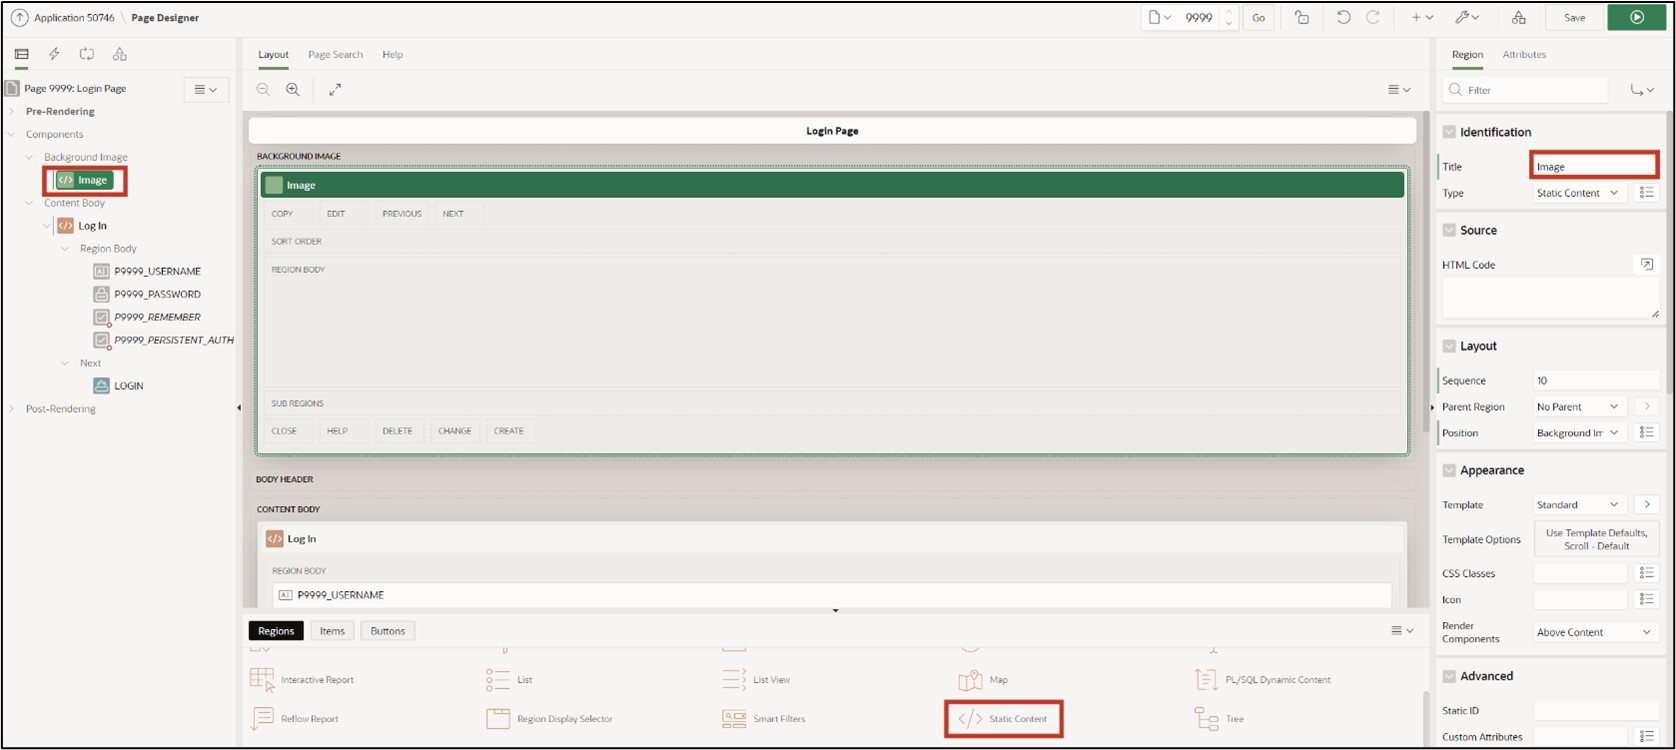 Application 50746 \ Page Designer
9999
Go
Save
Layout
Page Search
Help
Region
Attributes
Page 9999: Login Page
Pre-Rendering
Components
Background Image
Image
Content Body
Log In
Region Body
P9999_USERNAME
P9999_PASSWORD
P9999_REMEMBER
P9999_PERSISTENT_AUTH
Next
LOGIN
Post-Rendering
Login Page
BACKGROUND IMAGE
Image
COPY
EDIT
PREVIOUS
NEXT
SORT ORDER
REGION BODY
SUB REGIONS
CLOSE
HELP
DELETE
CHANGE
CREATE
BODY HEADER
CONTENT BODY
Log In
REGION BODY
P9999_USERNAME
Regions
Items
Buttons
Interactive Report
List
List View
Map
PL/SQL Dynamic Content
Reflow Report
Region Display Selector
Smart Filters
Static Content
Tree
Filter
Identification
Title
Image
Type
Static Content
Source
HTML Code
Layout
Sequence
10
Parent Region
No Parent
Position
Background Im
Appearance
Template
Standard
Template Options
Use Template Defaults,
Scroll - Default
CSS Classes
Icon
Render
Components
Above Content
Advanced
Static ID
Custom Attributes